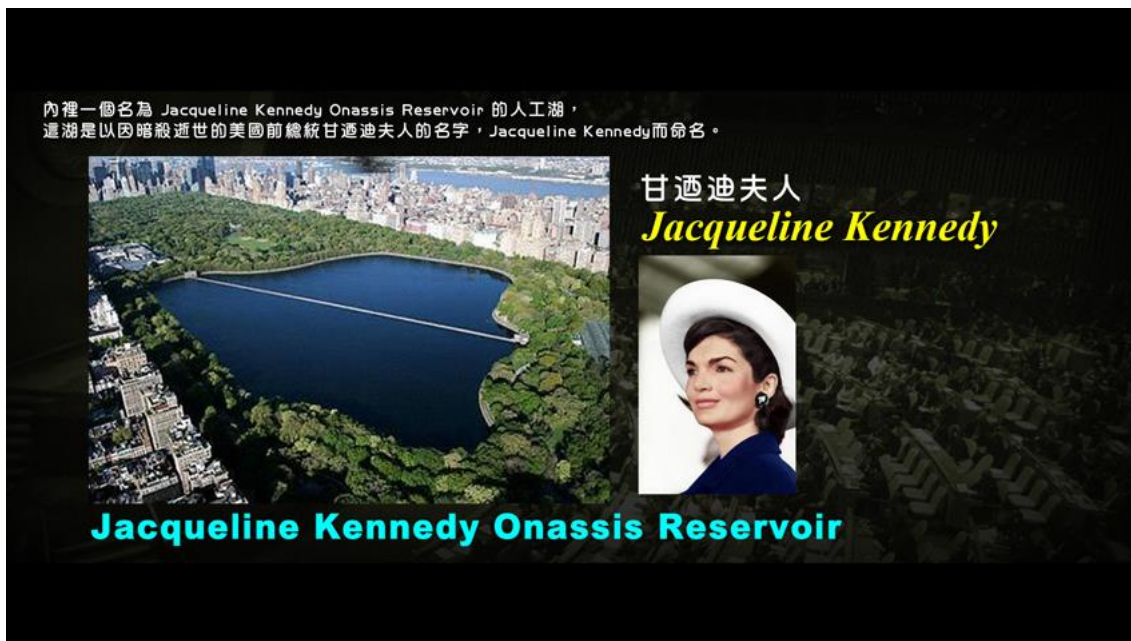 內裡一個名為 Jacqueline Kennedy Onassis Reservoir 的人工湖，
這湖是以因暗殺逝世的美國前總統甘迺迪夫人的名字，Jacqueline Kennedy而命名。
甘迺迪夫人
Jacqueline Kennedy
Jacqueline Kennedy Onassis Reservoir